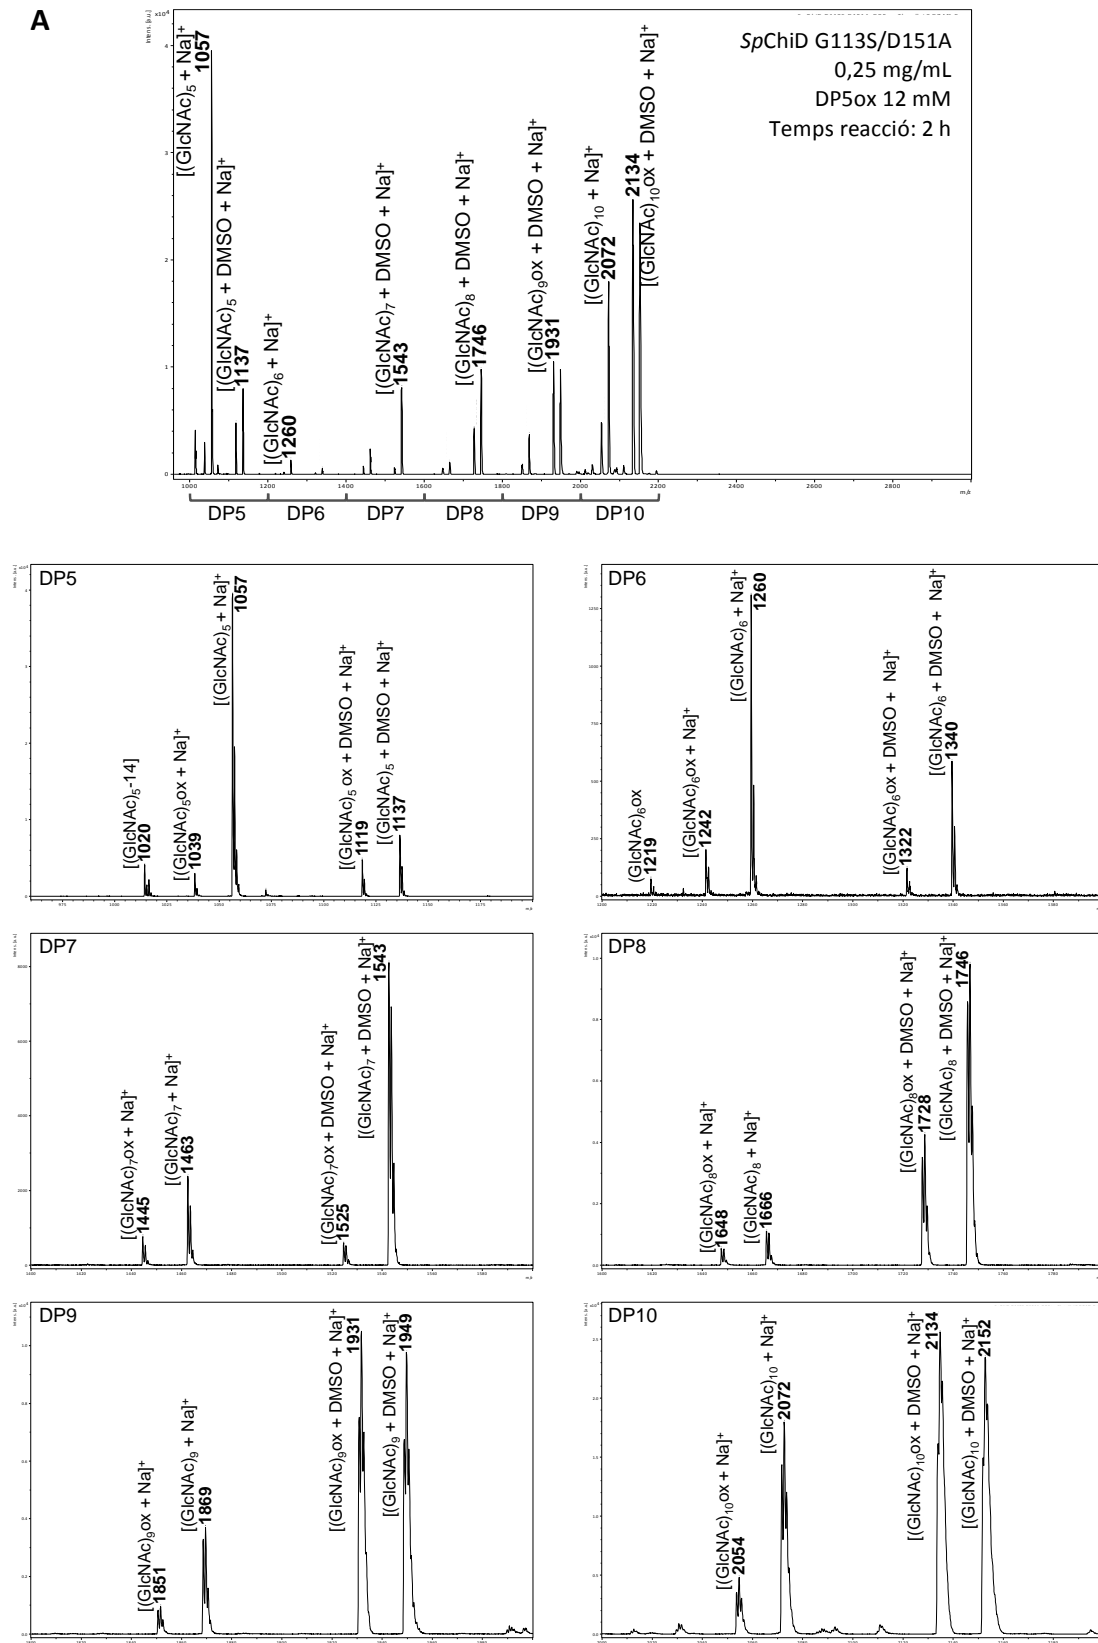 A
Intens. [a.u.]
x10⁴
SpChiD G113S/D151A
0,25 mg/mL
DP5ox 12 mM
Temps reacció: 2 h
[(GlcNAc)₅ + Na]⁺
1057
[(GlcNAc)₅ + DMSO + Na]⁺
1137
[(GlcNAc)₆ + Na]⁺
1260
[(GlcNAc)₇ + DMSO + Na]⁺
1543
[(GlcNAc)₈ + DMSO + Na]⁺
1746
[(GlcNAc)₉ox + DMSO + Na]⁺
1931
[(GlcNAc)₁₀ + Na]⁺
2072
2134
[(GlcNAc)₁₀ox + DMSO + Na]⁺
4
3
2
1
0
1000 1200 1400 1600 1800 2000 2200 2400 2600 2800
m/z
DP5 DP6 DP7 DP8 DP9 DP10
DP5
[(GlcNAc)₅-14]
1020
[(GlcNAc)₅ox + Na]⁺
1039
[(GlcNAc)₅ + Na]⁺
1057
[(GlcNAc)₅ ox + DMSO + Na]⁺
1119
[(GlcNAc)₅ + DMSO + Na]⁺
1137
DP6
(GlcNAc)₆ox
1219
[(GlcNAc)₆ox + Na]⁺
1242
[(GlcNAc)₆ + Na]⁺
1260
[(GlcNAc)₆ox + DMSO + Na]⁺
1322
[(GlcNAc)₆ + DMSO + Na]⁺
1340
DP7
[(GlcNAc)₇ox + Na]⁺
1445
[(GlcNAc)₇ + Na]⁺
1463
[(GlcNAc)₇ox + DMSO + Na]⁺
1525
[(GlcNAc)₇ + DMSO + Na]⁺
1543
DP8
[(GlcNAc)₈ox + Na]⁺
1648
[(GlcNAc)₈ + Na]⁺
1666
[(GlcNAc)₈ox + DMSO + Na]⁺
1728
[(GlcNAc)₈ + DMSO + Na]⁺
1746
DP9
[(GlcNAc)₉ox + Na]⁺
1851
[(GlcNAc)₉ + Na]⁺
1869
[(GlcNAc)₉ox + DMSO + Na]⁺
1931
[(GlcNAc)₉ + DMSO + Na]⁺
1949
DP10
[(GlcNAc)₁₀ox + Na]⁺
2054
[(GlcNAc)₁₀ + Na]⁺
2072
[(GlcNAc)₁₀ox + DMSO + Na]⁺
2134
[(GlcNAc)₁₀ + DMSO + Na]⁺
2152